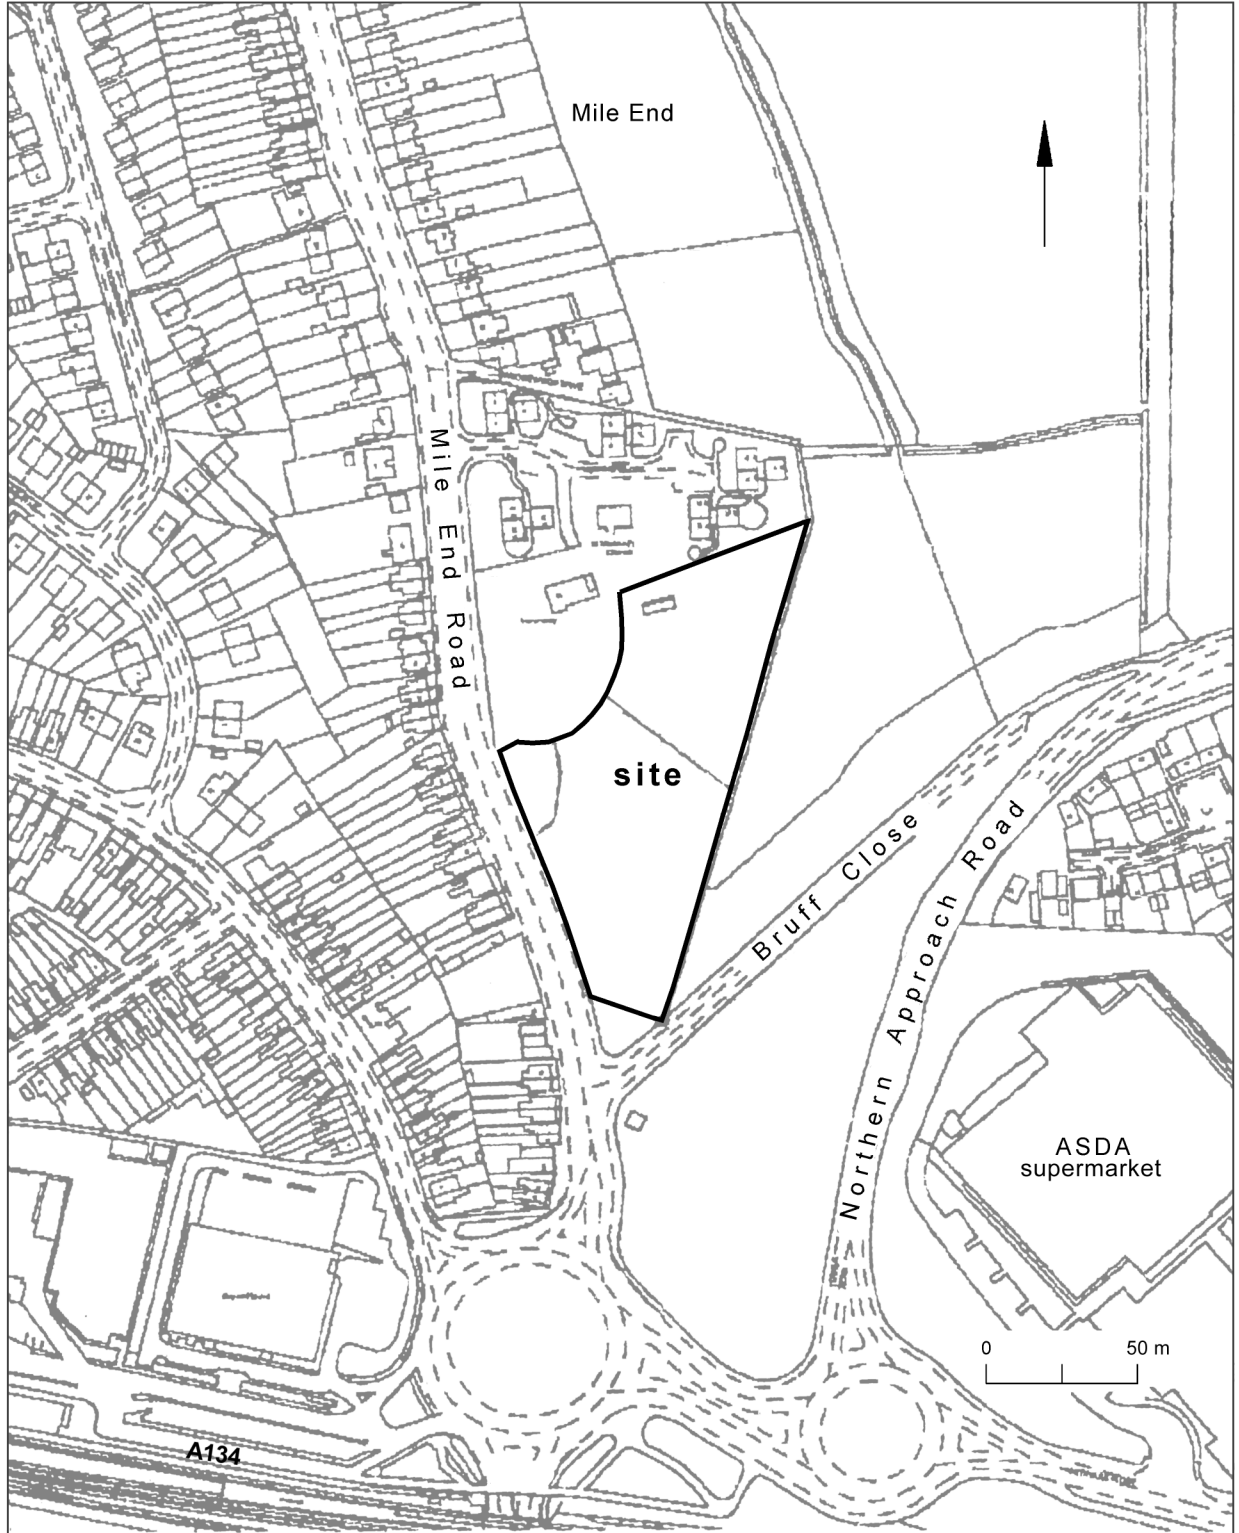 Mile End
Mile End Road
site
Bruff Close
Northern Approach Road
ASDA
supermarket
0 50 m
A134